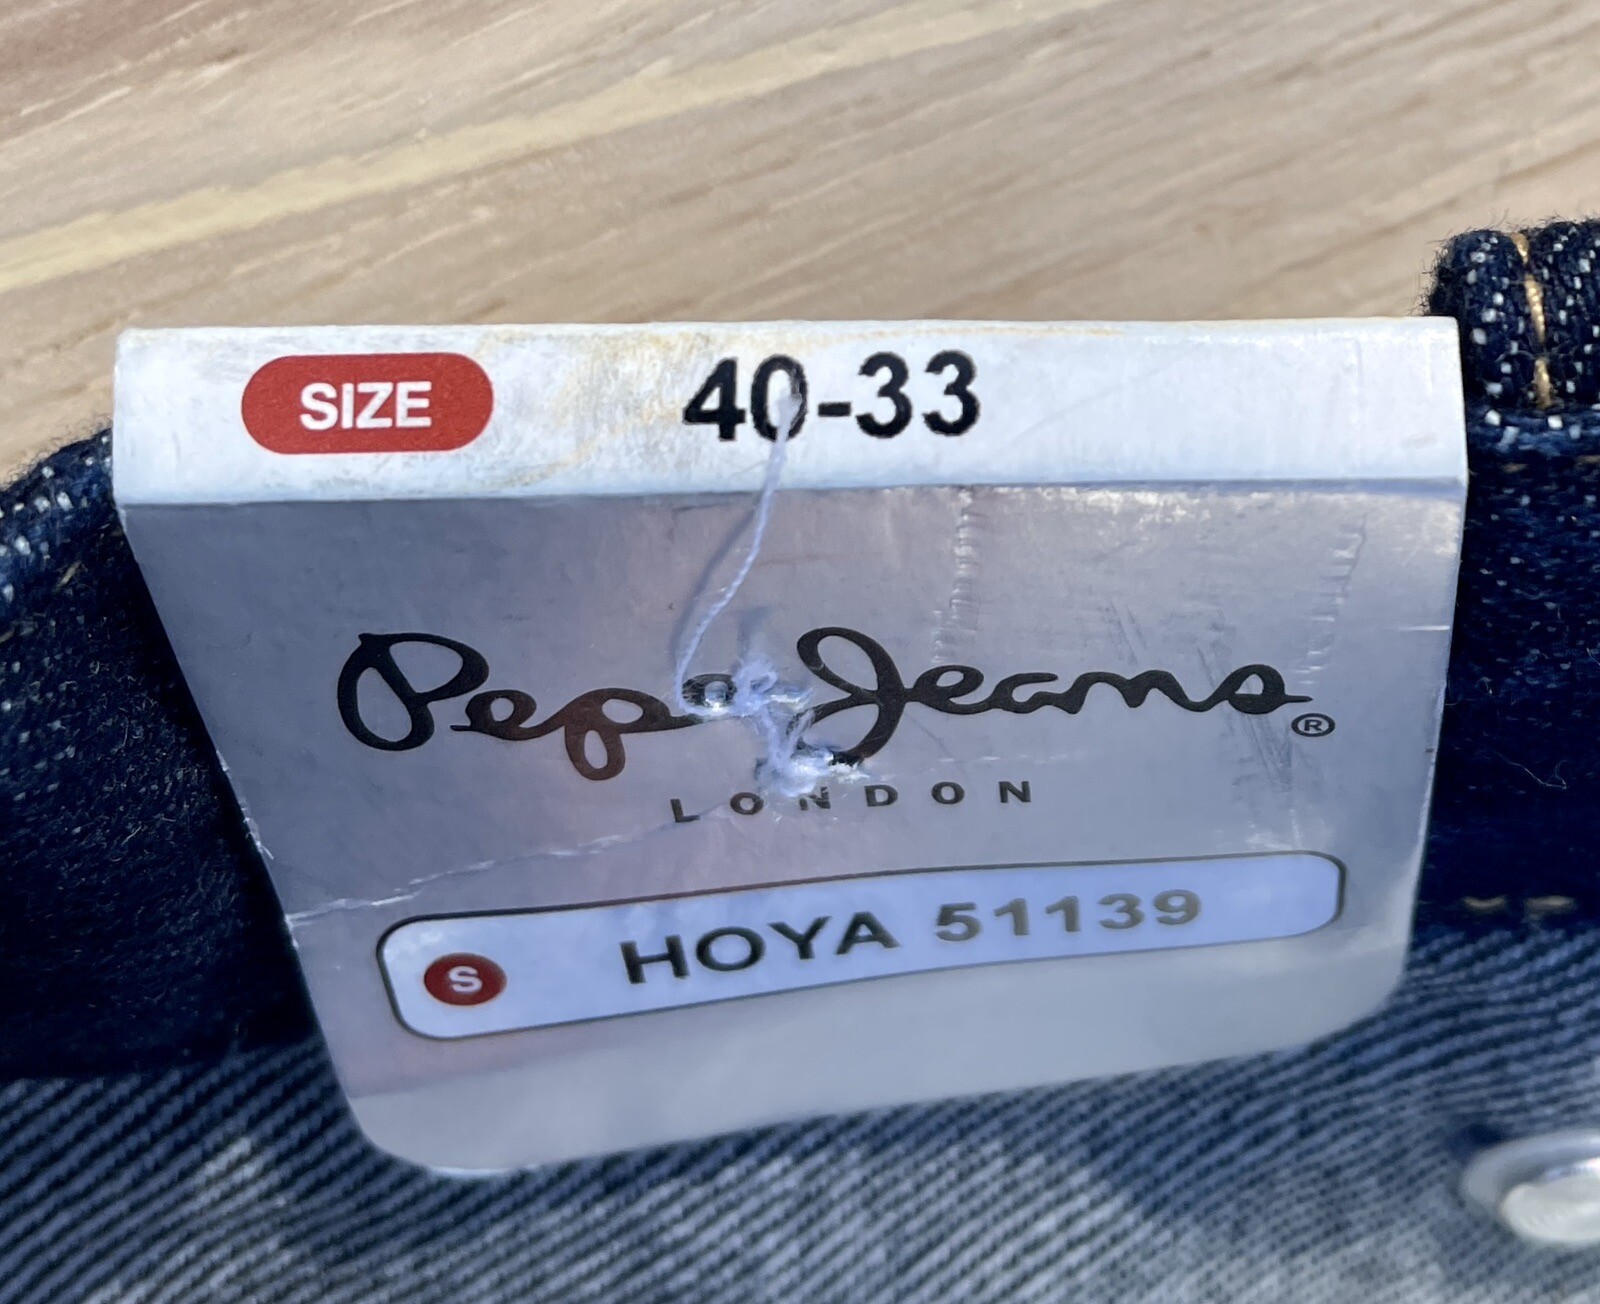 SIZE 40-33
Pepe Jeans ®
LONDON
S HOYA 51139